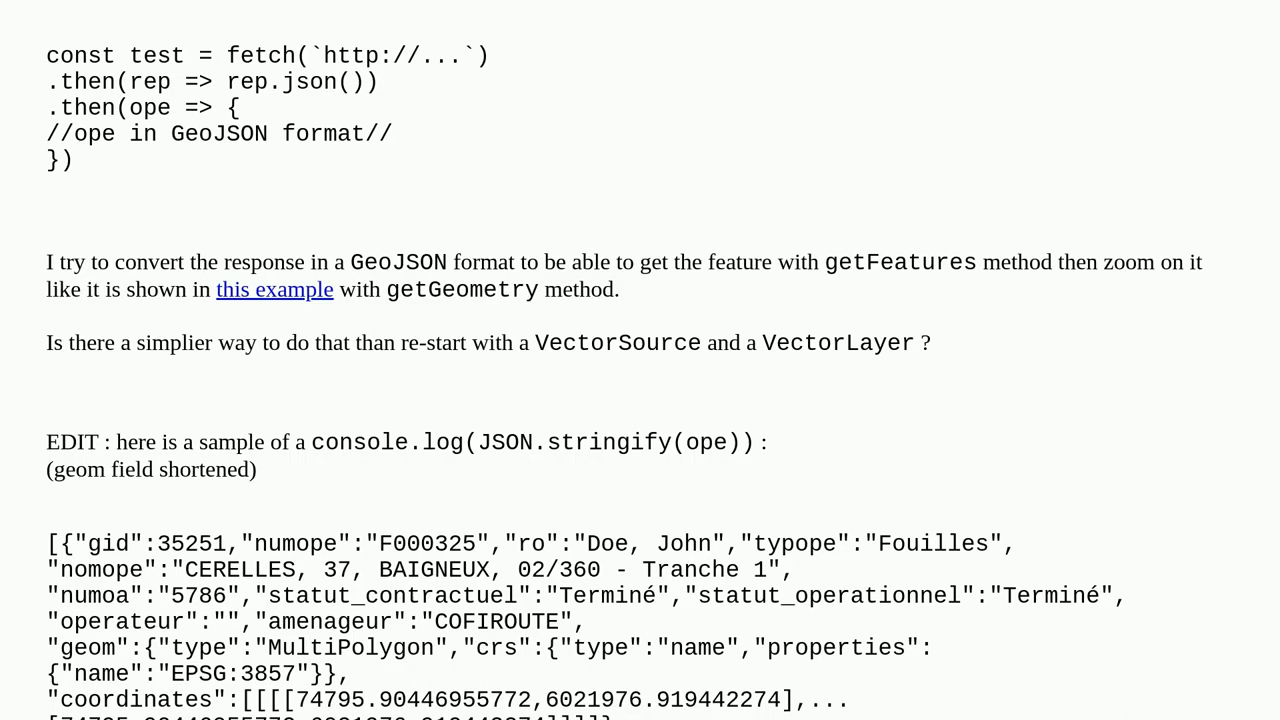 const test = fetch(`http://...`)
.then(rep => rep.json())
.then(ope => {
//ope in GeoJSON format//
})
I try to convert the response in a GeoJSON format to be able to get the feature with getFeatures method then zoom on it
like it is shown in this example with getGeometry method.
Is there a simplier way to do that than re-start with a VectorSource and a VectorLayer ?
EDIT : here is a sample of a console.log(JSON.stringify(ope)) :
(geom field shortened)
[{"gid":35251,"numope":"F000325","ro":"Doe, John","typope":"Fouilles",
"nomope":"CERELLES, 37, BAIGNEUX, 02/360 - Tranche 1",
"numoa":"5786","statut_contractuel":"Terminé","statut_operationnel":"Terminé",
"operateur":"","amenageur":"COFIROUTE",
"geom":{"type":"MultiPolygon","crs":{"type":"name","properties":
{"name":"EPSG:3857"}},
"coordinates":[[[[74795.90446955772,6021976.919442274],...